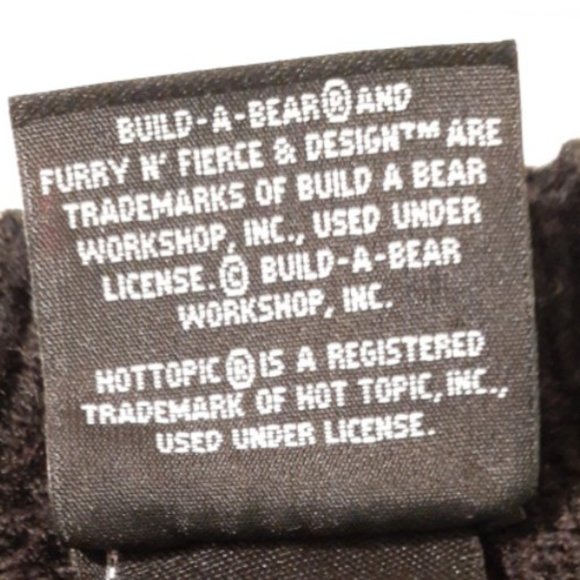 BUILD-A-BEAR® AND
FURRY N' FIERCE & DESIGN™ ARE
TRADEMARKS OF BUILD A BEAR
WORKSHOP, INC., USED UNDER
LICENSE. © BUILD-A-BEAR
WORKSHOP, INC.
HOTTOPIC® IS A REGISTERED
TRADEMARK OF HOT TOPIC, INC.,
USED UNDER LICENSE.